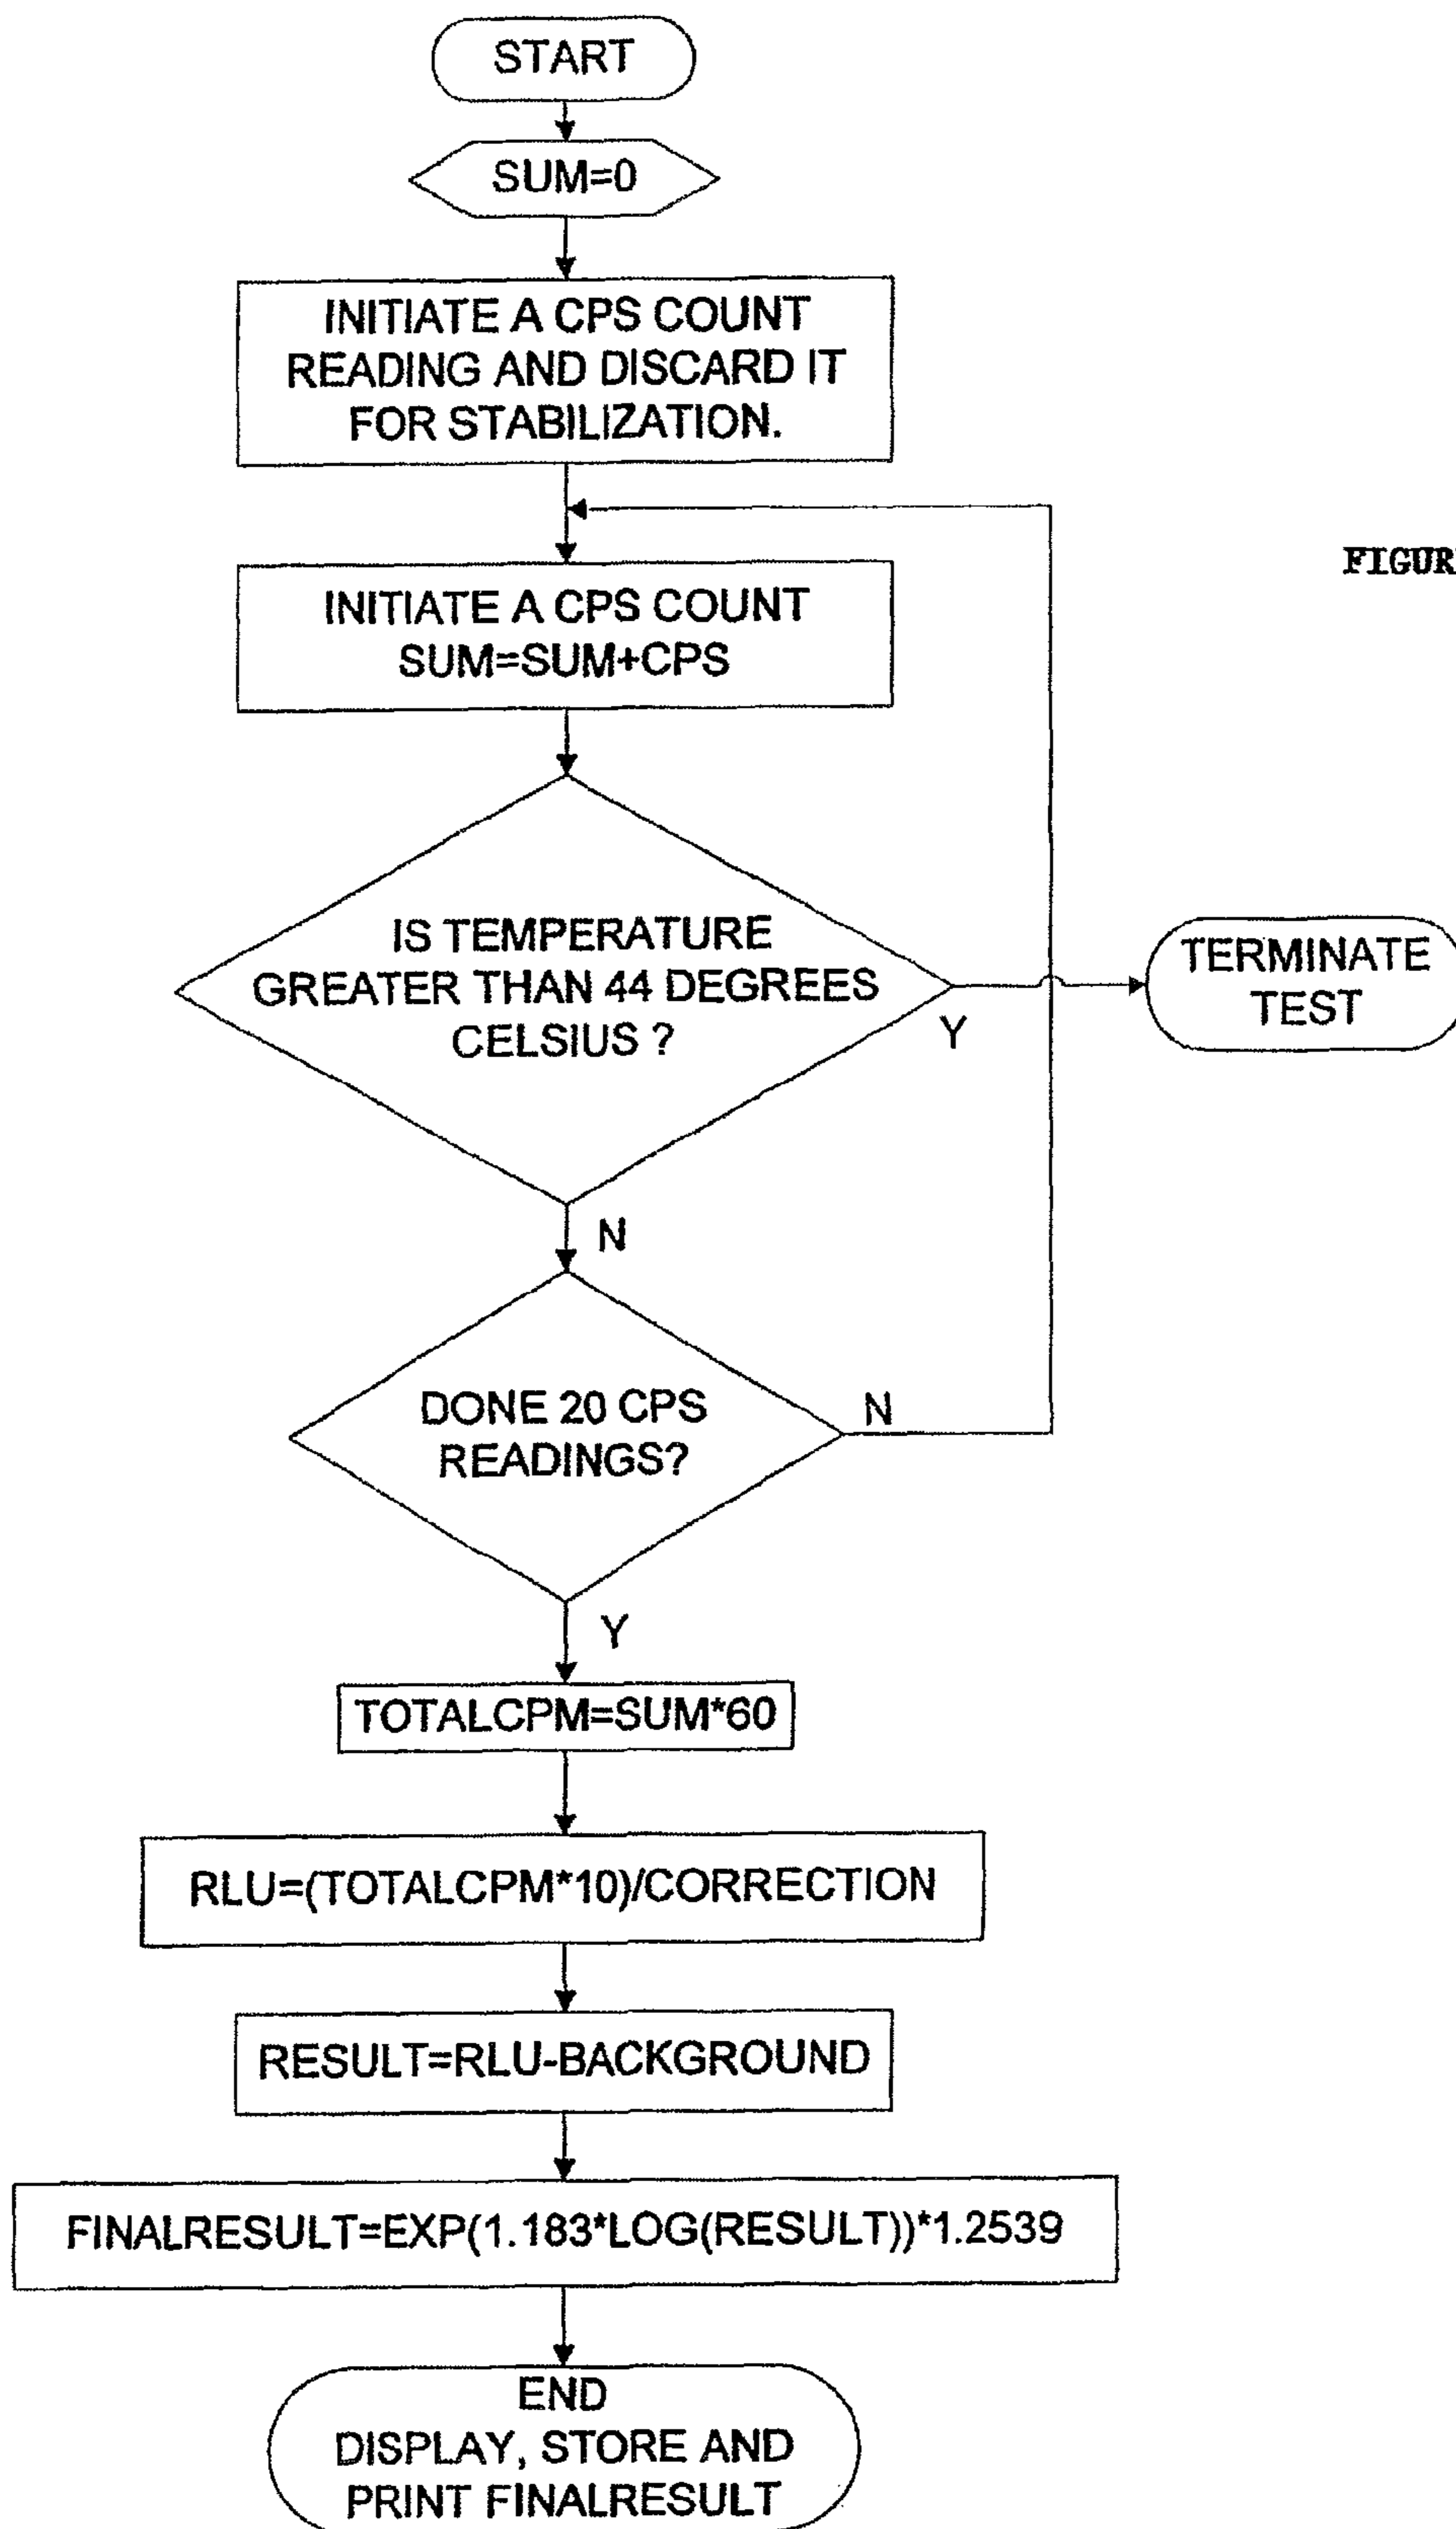 START
SUM=0
INITIATE A CPS COUNT
READING AND DISCARD IT
FOR STABILIZATION.
FIGUR
INITIATE A CPS COUNT
SUM=SUM+CPS
IS TEMPERATURE
GREATER THAN 44 DEGREES
CELSIUS ?
Y
TERMINATE
TEST
N
DONE 20 CPS
READINGS?
N
Y
TOTALCPM=SUM*60
RLU=(TOTALCPM*10)/CORRECTION
RESULT=RLU-BACKGROUND
FINALRESULT=EXP(1.183*LOG(RESULT))*1.2539
END
DISPLAY, STORE AND
PRINT FINALRESULT